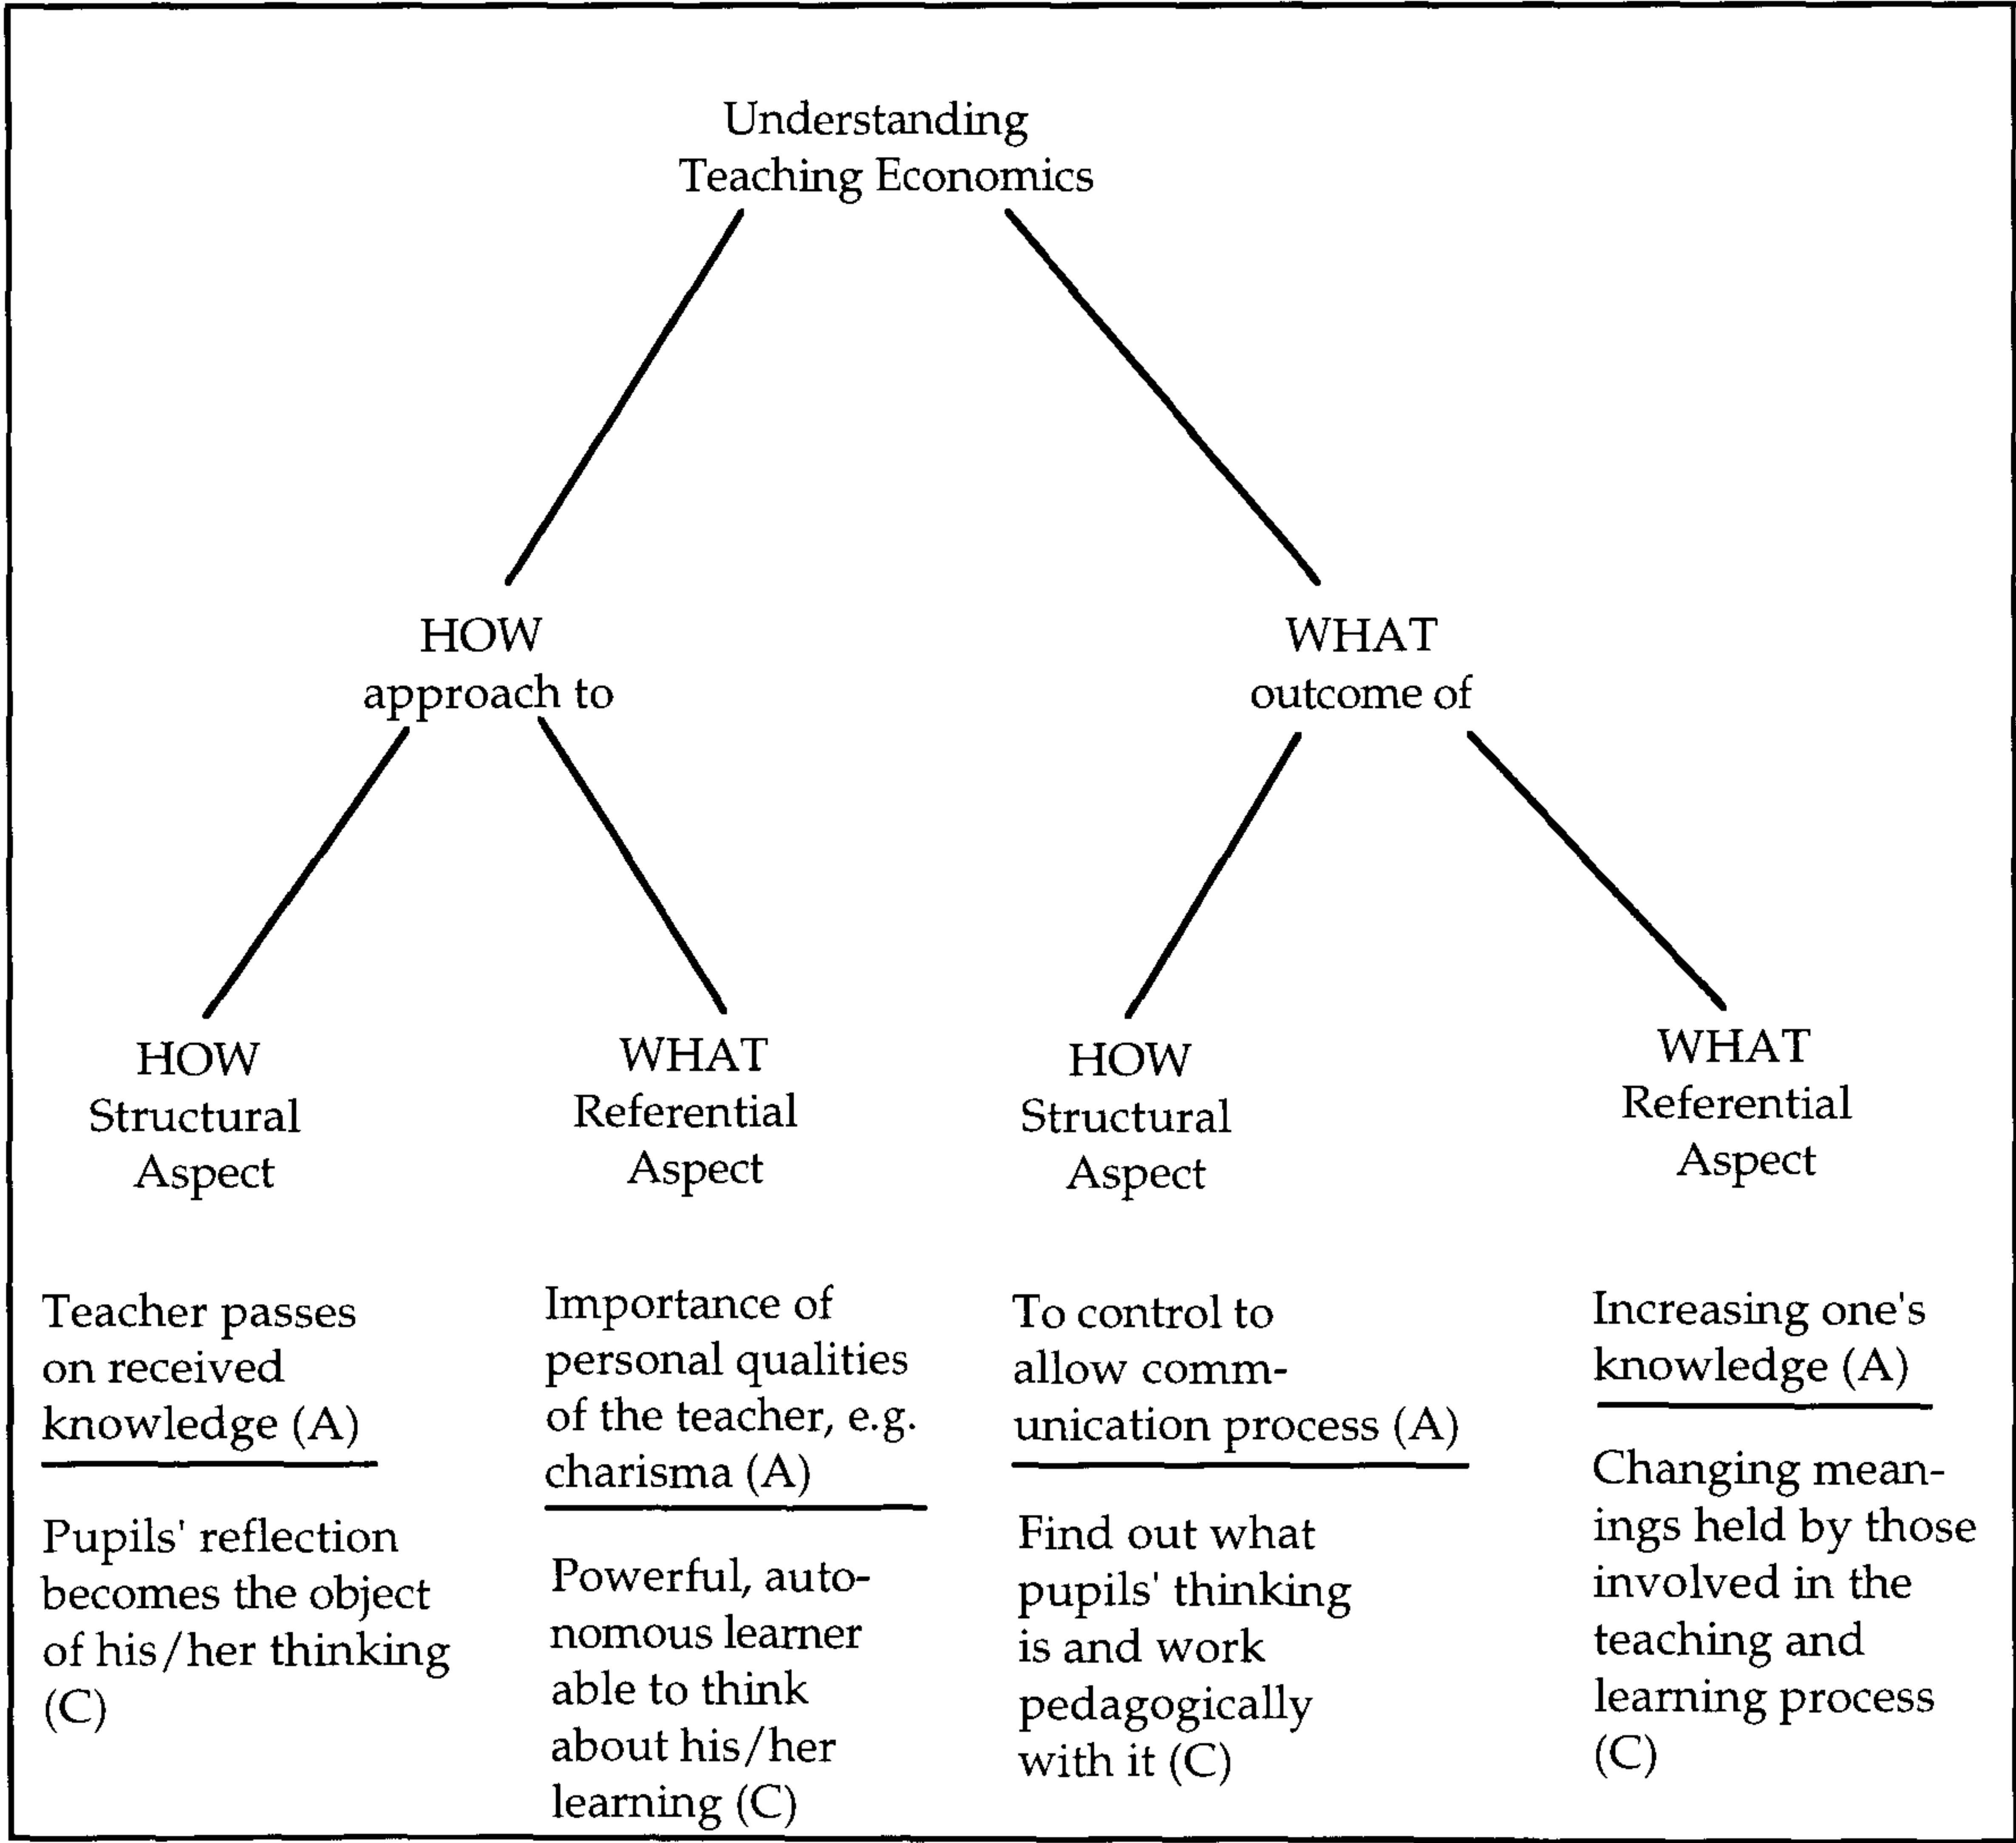 Understanding
Teaching Economics
HOW
approach to
WHAT
outcome of
HOW
Structural
Aspect
WHAT
Referential
Aspect
HOW
Structural
Aspect
WHAT
Referential
Aspect
Teacher passes
on received
knowledge (A)
Pupils' reflection
becomes the object
of his/her thinking
(C)
Importance of
personal qualities
of the teacher, e.g.
charisma (A)
Powerful, auto-
nomous learner
able to think
about his/her
learning (C)
To control to
allow comm-
unication process (A)
Find out what
pupils' thinking
is and work
pedagogically
with it (C)
Increasing one's
knowledge (A)
Changing mean-
ings held by those
involved in the
teaching and
learning process
(C)